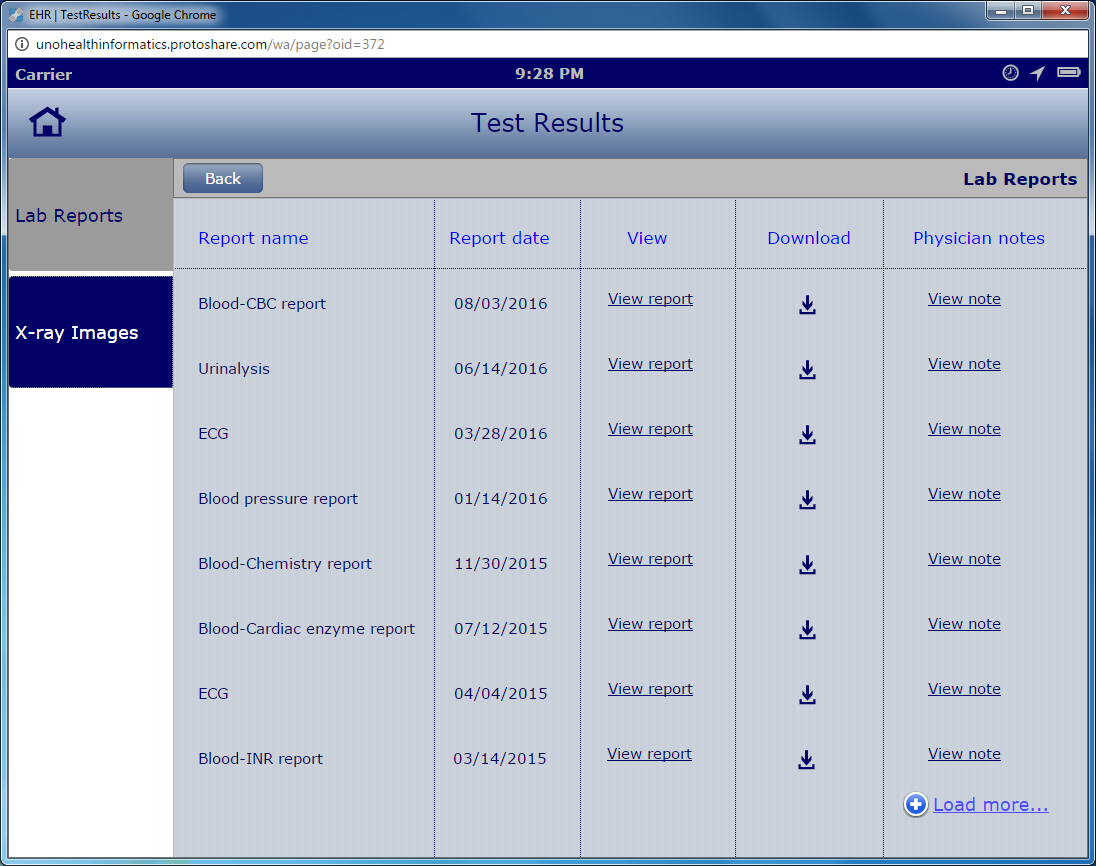 EHR | TestResults - Google Chrome
unohealthinformatics.protoshare.com/wa/page?oid=372
Carrier 9:28 PM
Test Results
Lab Reports
X-ray Images
Back Lab Reports
Report name Report date View Download Physician notes
Blood-CBC report 08/03/2016 View report View note
Urinalysis 06/14/2016 View report View note
ECG 03/28/2016 View report View note
Blood pressure report 01/14/2016 View report View note
Blood-Chemistry report 11/30/2015 View report View note
Blood-Cardiac enzyme report 07/12/2015 View report View note
ECG 04/04/2015 View report View note
Blood-INR report 03/14/2015 View report View note
Load more...